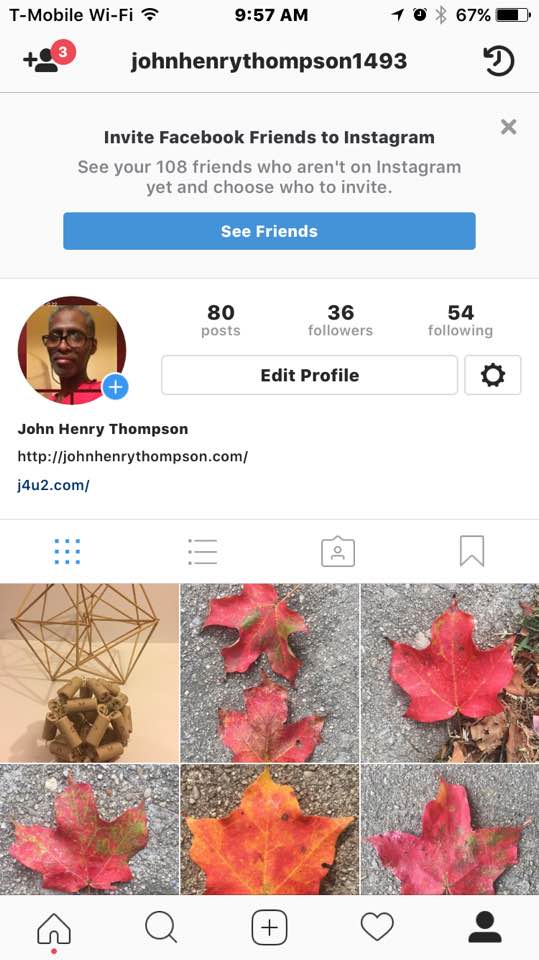 T-Mobile Wi-Fi 9:57 AM 67%
3
johnhenrythompson1493
Invite Facebook Friends to Instagram
See your 108 friends who aren't on Instagram
yet and choose who to invite.
See Friends
80 36 54
posts followers following
Edit Profile
John Henry Thompson
http://johnhenrythompson.com/
j4u2.com/